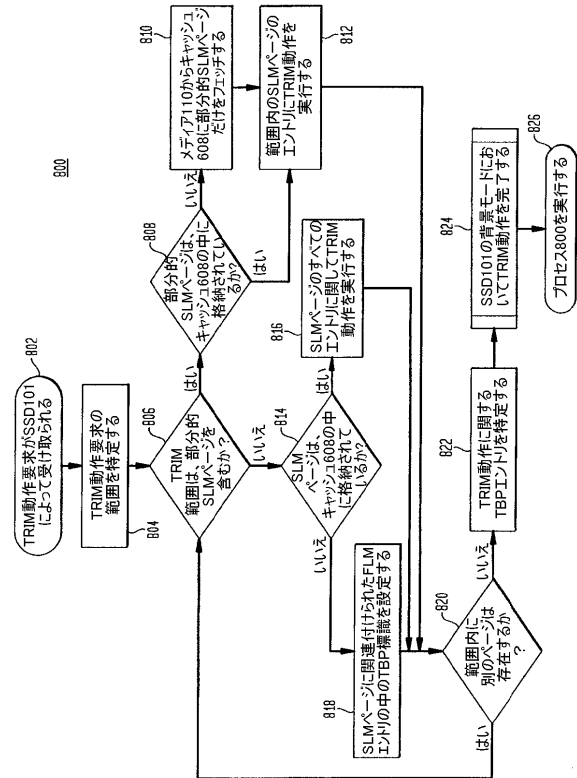 800
802
TRIM動作要求がSSD101
によって受け取られる
804
TRIM動作要求の
範囲を特定する
806
TRIM
範囲は、部分的
SLMページを
含むか?
はい
いいえ
808
部分的
SLMページは、
キャッシュ608の中に
格納されてい
るか?
いいえ
はい
810
メディア110からキャッシュ
608に部分的SLMページ
だけをフェッチする
812
範囲内のSLMページの
エントリにTRIM動作を
実行する
814
SLM
ページは、
キャッシュ608の中
に格納されて
いるか?
はい
いいえ
816
SLMページのすべての
エントリに関してTRIM
動作を実行する
818
SLMページに関連付けられたFLM
エントリの中のTBP標識を設定する
820
範囲内に
別のページは
存在するか
?
はい
いいえ
822
TRIM動作に関する
TBPエントリを特定する
824
SSD101の背景モードにお
いてTRIM動作を完了する
826
プロセス800を実行する